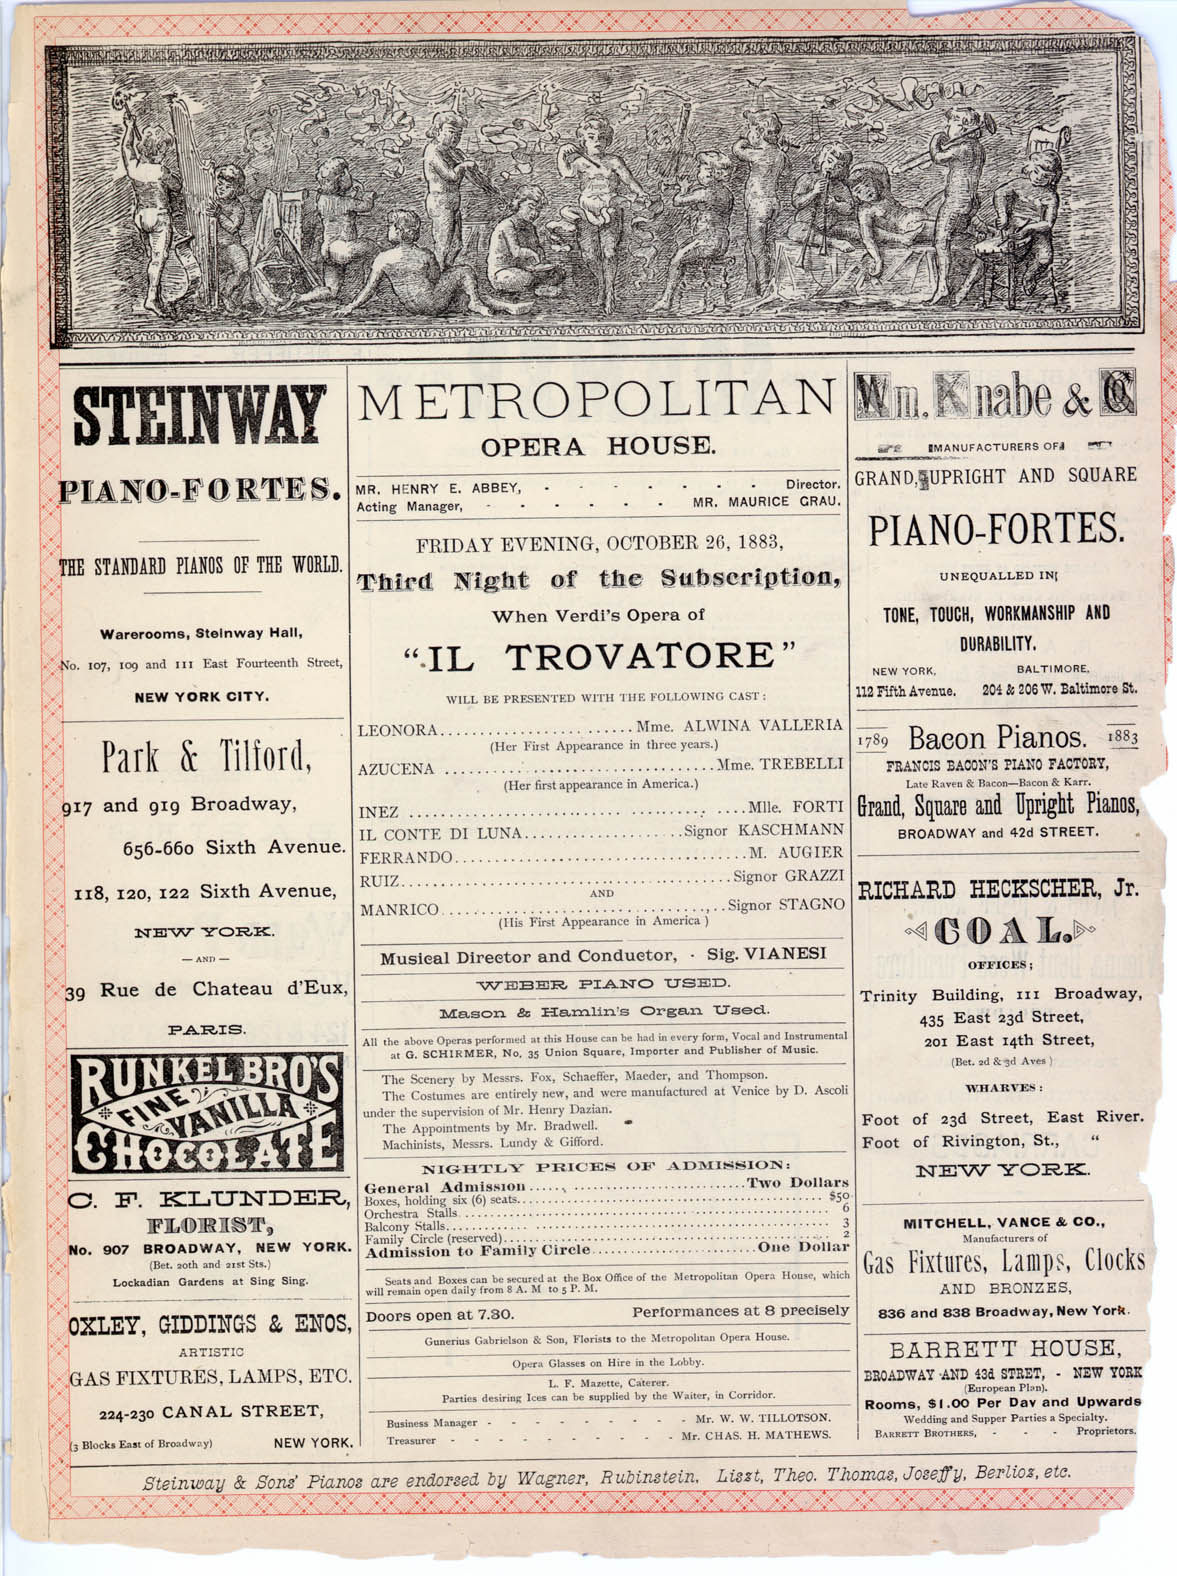 STEINWAY
PIANO-FORTES.
THE STANDARD PIANOS OF THE WORLD.
Warerooms, Steinway Hall,
No. 107, 109 and 111 East Fourteenth Street,
NEW YORK CITY.
Park & Tilford,
917 and 919 Broadway,
656-660 Sixth Avenue.
118, 120, 122 Sixth Avenue,
NEW YORK.
— AND —
39 Rue de Chateau d'Eux,
PARIS.
RUNKEL BRO'S
FINE VANILLA
CHOCOLATE
C. F. KLUNDER,
FLORIST,
No. 907 BROADWAY, NEW YORK.
(Bet. 20th and 21st Sts.)
Lockadian Gardens at Sing Sing.
OXLEY, GIDDINGS & ENOS,
ARTISTIC
GAS FIXTURES, LAMPS, ETC.
224-230 CANAL STREET,
(3 Blocks East of Broadway) NEW YORK.
METROPOLITAN
OPERA HOUSE.
MR. HENRY E. ABBEY, - - - - - - - Director.
Acting Manager, - - - - - - MR. MAURICE GRAU.
FRIDAY EVENING, OCTOBER 26, 1883,
Third Night of the Subscription,
When Verdi's Opera of
"IL TROVATORE"
WILL BE PRESENTED WITH THE FOLLOWING CAST:
LEONORA........................Mme. ALWINA VALLERIA
(Her First Appearance in three years.)
AZUCENA ........................Mme. TREBELLI
(Her first appearance in America.)
INEZ ........................Mlle. FORTI
IL CONTE DI LUNA........................Signor KASCHMANN
FERRANDO........................M. AUGIER
RUIZ........................Signor GRAZZI
AND
MANRICO........................Signor STAGNO
(His First Appearance in America)
Musical Director and Conductor, - Sig. VIANESI
WEBER PIANO USED.
Mason & Hamlin's Organ Used.
All the above Operas performed at this House can be had in every form, Vocal and Instrumental
at G. SCHIRMER, No. 35 Union Square, Importer and Publisher of Music.
The Scenery by Messrs. Fox, Schaeffer, Maeder, and Thompson.
The Costumes are entirely new, and were manufactured at Venice by D. Ascoli
under the supervision of Mr. Henry Dazian.
The Appointments by Mr. Bradwell.
Machinists, Messrs. Lundy & Gifford.
NIGHTLY PRICES OF ADMISSION:
General Admission........................Two Dollars
Boxes, holding six (6) seats........................$50
Orchestra Stalls........................6
Balcony Stalls........................3
Family Circle (reserved)........................2
Admission to Family Circle........................One Dollar
Seats and Boxes can be secured at the Box Office of the Metropolitan Opera House, which
will remain open daily from 8 A. M to 5 P. M.
Doors open at 7.30. Performances at 8 precisely
Gunerius Gabrielson & Son, Florists to the Metropolitan Opera House.
Opera Glasses on Hire in the Lobby.
L. F. Mazette, Caterer.
Parties desiring Ices can be supplied by the Waiter, in Corridor.
Business Manager - - - - - - - - - Mr. W. W. TILLOTSON.
Treasurer - - - - - - - - - Mr. CHAS. H. MATHEWS.
Wm. Knabe & Co
MANUFACTURERS OF
GRAND, UPRIGHT AND SQUARE
PIANO-FORTES.
UNEQUALLED IN
TONE, TOUCH, WORKMANSHIP AND
DURABILITY.
NEW YORK, BALTIMORE,
112 Fifth Avenue. 204 & 206 W. Baltimore St.
1789 Bacon Pianos. 1883
FRANCIS BACON'S PIANO FACTORY,
Late Raven & Bacon—Bacon & Karr.
Grand, Square and Upright Pianos,
BROADWAY and 42d STREET.
RICHARD HECKSCHER, Jr.
COAL.
OFFICES;
Trinity Building, 111 Broadway,
435 East 23d Street,
201 East 14th Street,
(Bet. 2d & 3d Aves)
WHARVES:
Foot of 23d Street, East River.
Foot of Rivington, St., "
NEW YORK.
MITCHELL, VANCE & CO.,
Manufacturers of
Gas Fixtures, Lamps, Clocks
AND BRONZES,
836 and 838 Broadway, New York.
BARRETT HOUSE,
BROADWAY AND 43d STRET, - NEW YORK
(European Plan).
Rooms, $1.00 Per Day and Upwards
Wedding and Supper Parties a Specialty.
BARRETT BROTHERS, - - - Proprietors.
Steinway & Sons' Pianos are endorsed by Wagner, Rubinstein, Liszt, Theo. Thomas, Joseffy, Berlioz, etc.